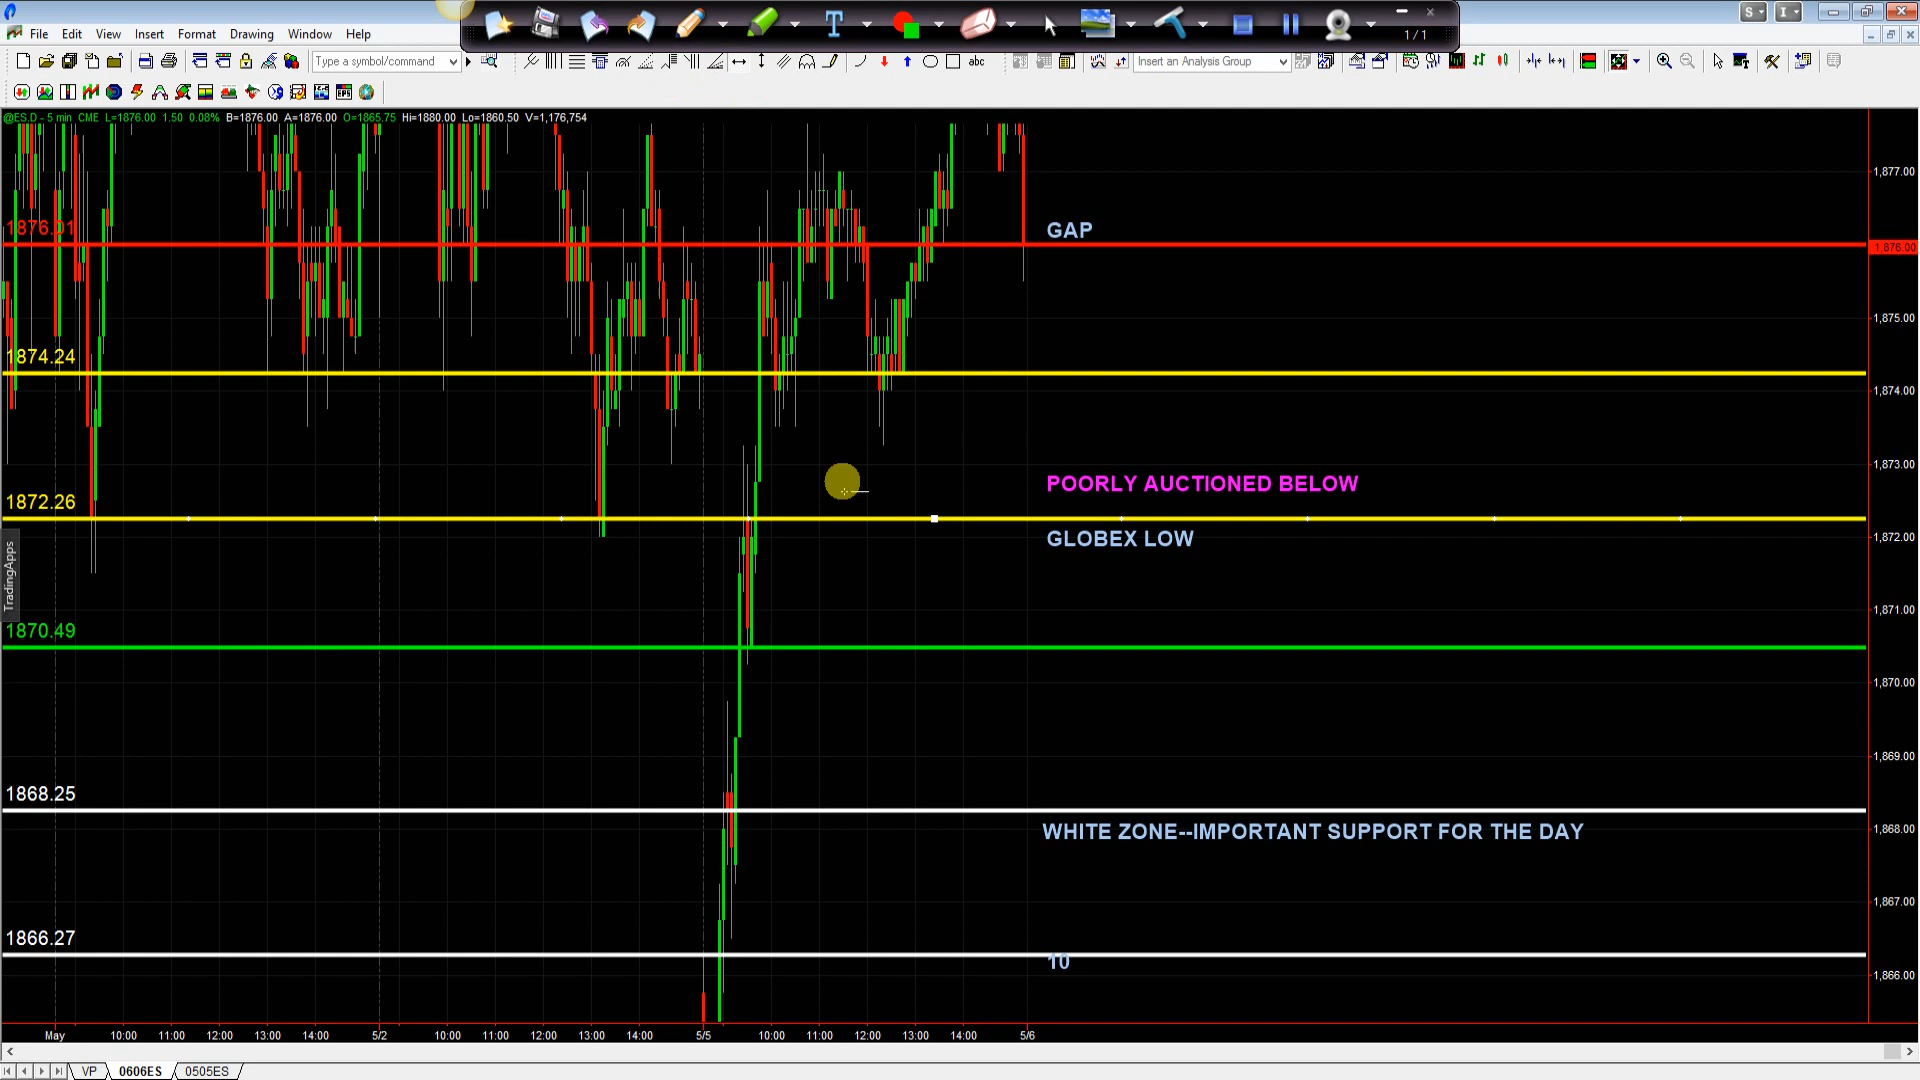 S
I
File Edit View Insert Format Drawing Window Help
T
1 / 1
Type a symbol/command
abc
Insert an Analysis Group
EPS
@ES.D - 5 min CME L=1876.00 1.50 0.08% B=1876.00 A=1876.00 O=1865.75 Hi=1880.00 Lo=1860.50 V=1,176,754
1,877.00
1876.01
GAP
1,876.00
1,875.00
1874.24
1,874.00
1,873.00
POORLY AUCTIONED BELOW
1872.26
GLOBEX LOW
1,872.00
TradingApps
1,871.00
1870.49
1,870.00
1,869.00
1868.25
WHITE ZONE--IMPORTANT SUPPORT FOR THE DAY
1,868.00
1,867.00
1866.27
10
1,866.00
May 10:00 11:00 12:00 13:00 14:00 5/2 10:00 11:00 12:00 13:00 14:00 5/5 10:00 11:00 12:00 13:00 14:00 5/6
VP 0606ES 0505ES